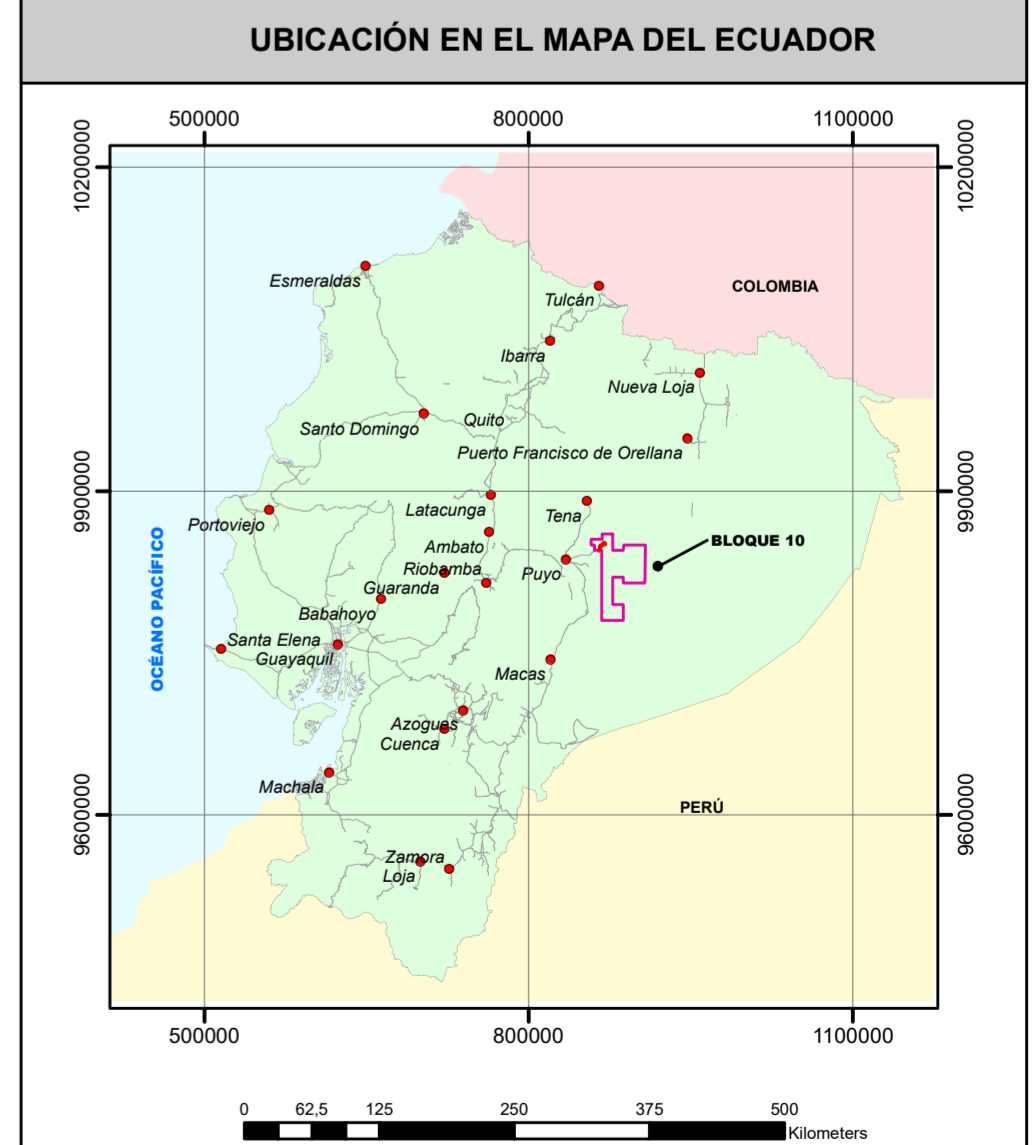 UBICACIÓN EN EL MAPA DEL ECUADOR
500000 800000 1100000
10200000 10200000
Esmeraldas
COLOMBIA
Tulcán
Ibarra
Nueva Loja
Quito
Santo Domingo
Puerto Francisco de Orellana
9900000 9900000
Latacunga
Tena
Portoviejo
BLOQUE 10
Ambato
Riobamba
Puyo
Guaranda
OCÉANO PACÍFICO
Babahoyo
Santa Elena
Guayaquil
Macas
Azogues
Cuenca
Machala
PERÚ
9600000 9600000
Zamora
Loja
500000 800000 1100000
0 62,5 125 250 375 500
Kilometers